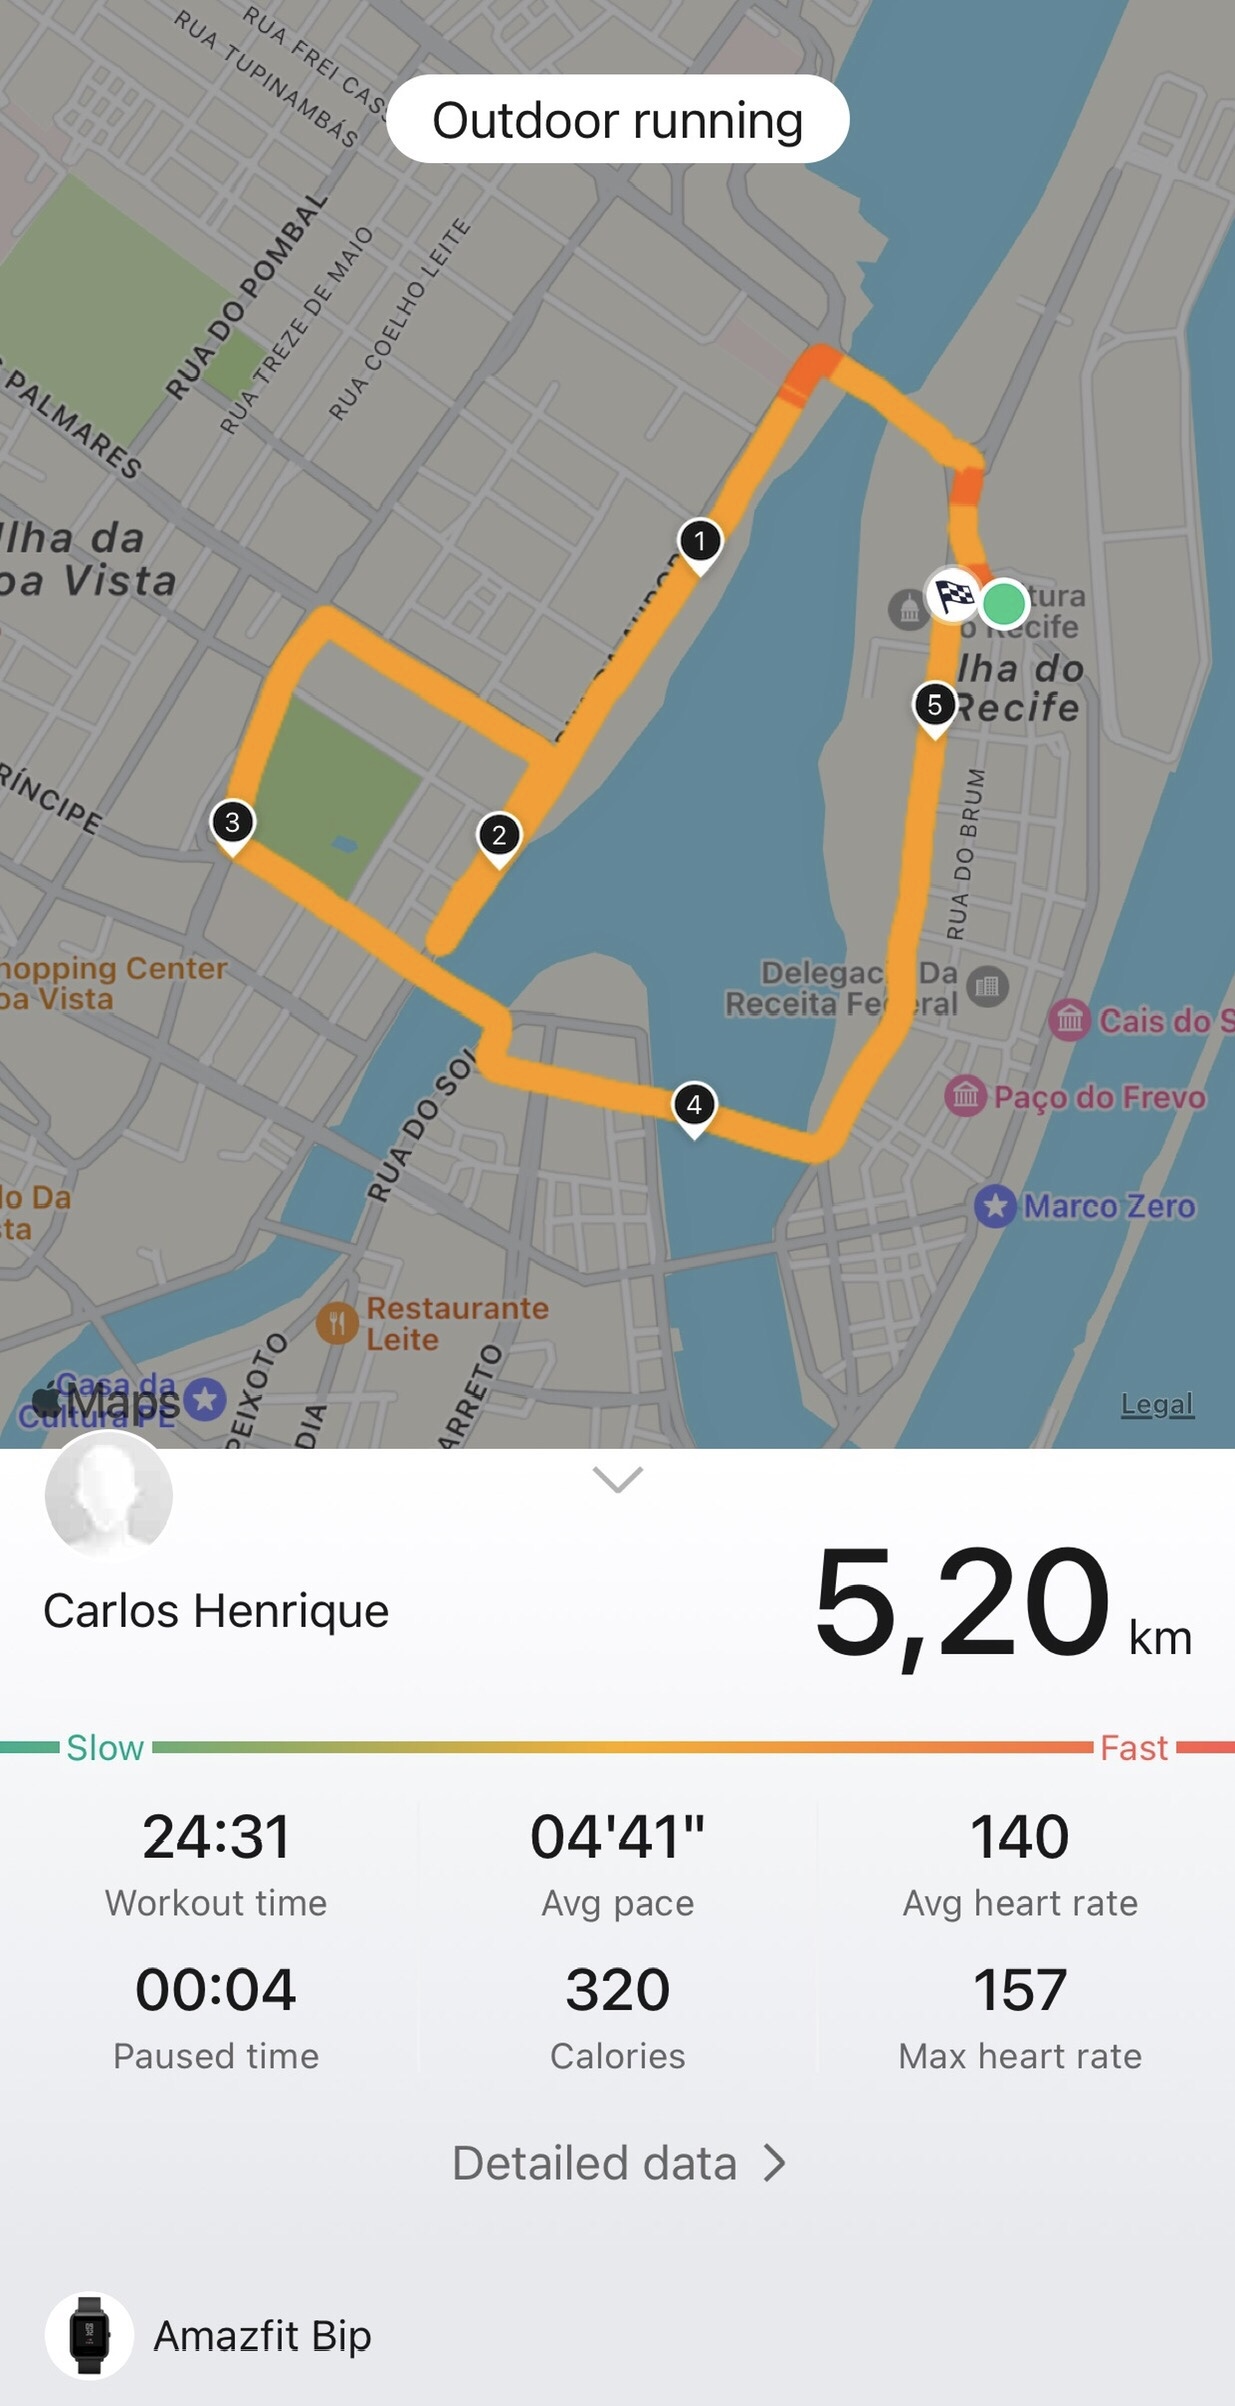 RUA FREI CAS
RUA TUPINAMBÁS
Outdoor running
RUA DO POMBAL
RUA TREZE DE MAIO
RUA COELHO LEITE
PALMARES
Ilha da
oa Vista
1
tura
o Recife
lha do
Recife
5
RÍNCIPE
3
2
RUA DO BRUM
hopping Center
oa Vista
Delegac Da
Receita Federal
Cais do S
RUA DO SOL
4
Paço do Frevo
lo Da
sta
Marco Zero
Restaurante
Leite
Casa da
Cultura PE
Maps
PEIXOTO
DIA
ARRETO
Legal
Carlos Henrique
5,20 km
Slow
Fast
24:31
04'41"
140
Workout time
Avg pace
Avg heart rate
00:04
320
157
Paused time
Calories
Max heart rate
Detailed data
Amazfit Bip